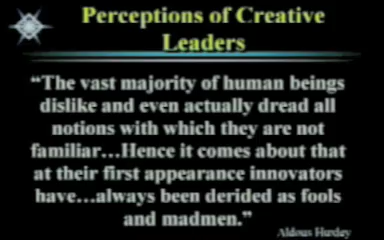 Perceptions of Creative
Leaders
“The vast majority of human beings
dislike and even actually dread all
notions with which they are not
familiar...Hence it comes about that
at their first appearance innovators
have...always been derided as fools
and madmen.”
Aldous Huxley